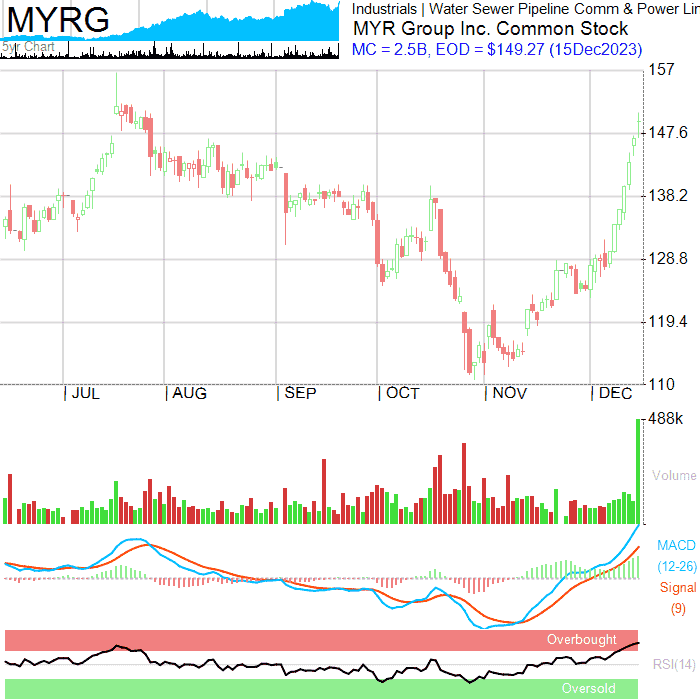 MYRG
5yr Chart
Industrials | Water Sewer Pipeline Comm & Power Lin
MYR Group Inc. Common Stock
MC = 2.5B, EOD = $149.27 (15Dec2023)
157
147.6
138.2
128.8
119.4
110
JUL AUG SEP OCT NOV DEC
488k
Volume
MACD
(12-26)
Signal
(9)
Overbought
RSI(14)
Oversold